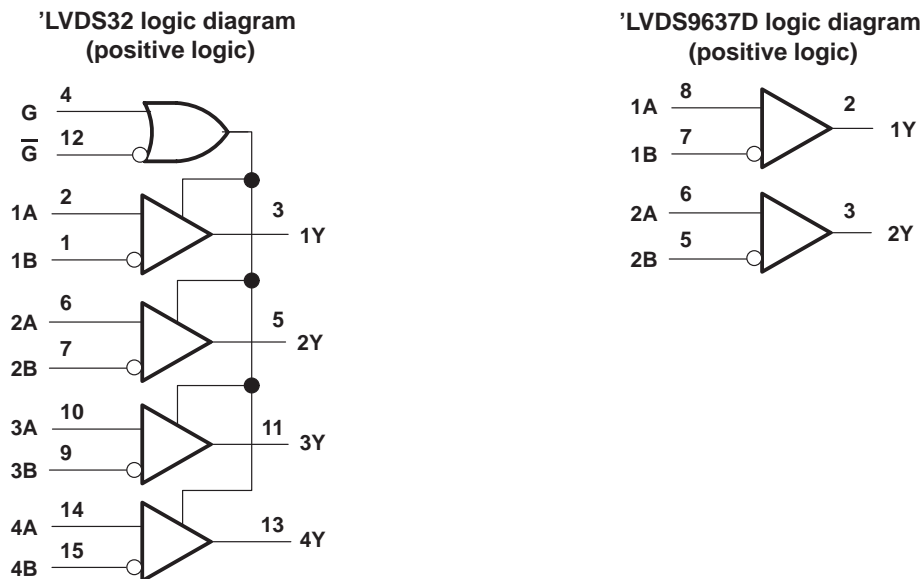 'LVDS32 logic diagram
(positive logic)
G
4
G̅
12
1A
2
1B
1
3
1Y
2A
6
2B
7
5
2Y
3A
10
3B
9
11
3Y
4A
14
4B
15
13
4Y
'LVDS9637D logic diagram
(positive logic)
1A
8
1B
7
2
1Y
2A
6
2B
5
3
2Y